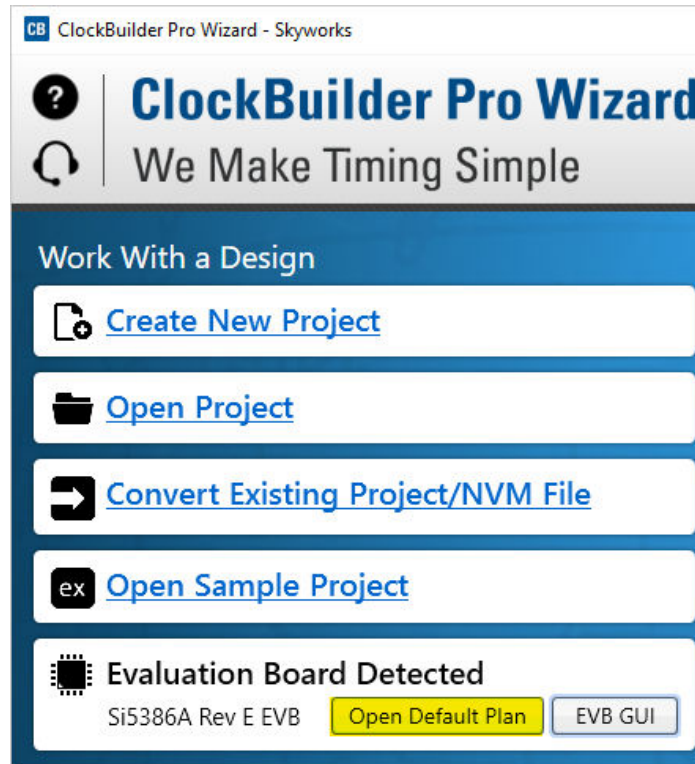 CB ClockBuilder Pro Wizard - Skyworks
?
ClockBuilder Pro Wizard
We Make Timing Simple
Work With a Design
Create New Project
Open Project
Convert Existing Project/NVM File
ex Open Sample Project
Evaluation Board Detected
Si5386A Rev E EVB Open Default Plan EVB GUI